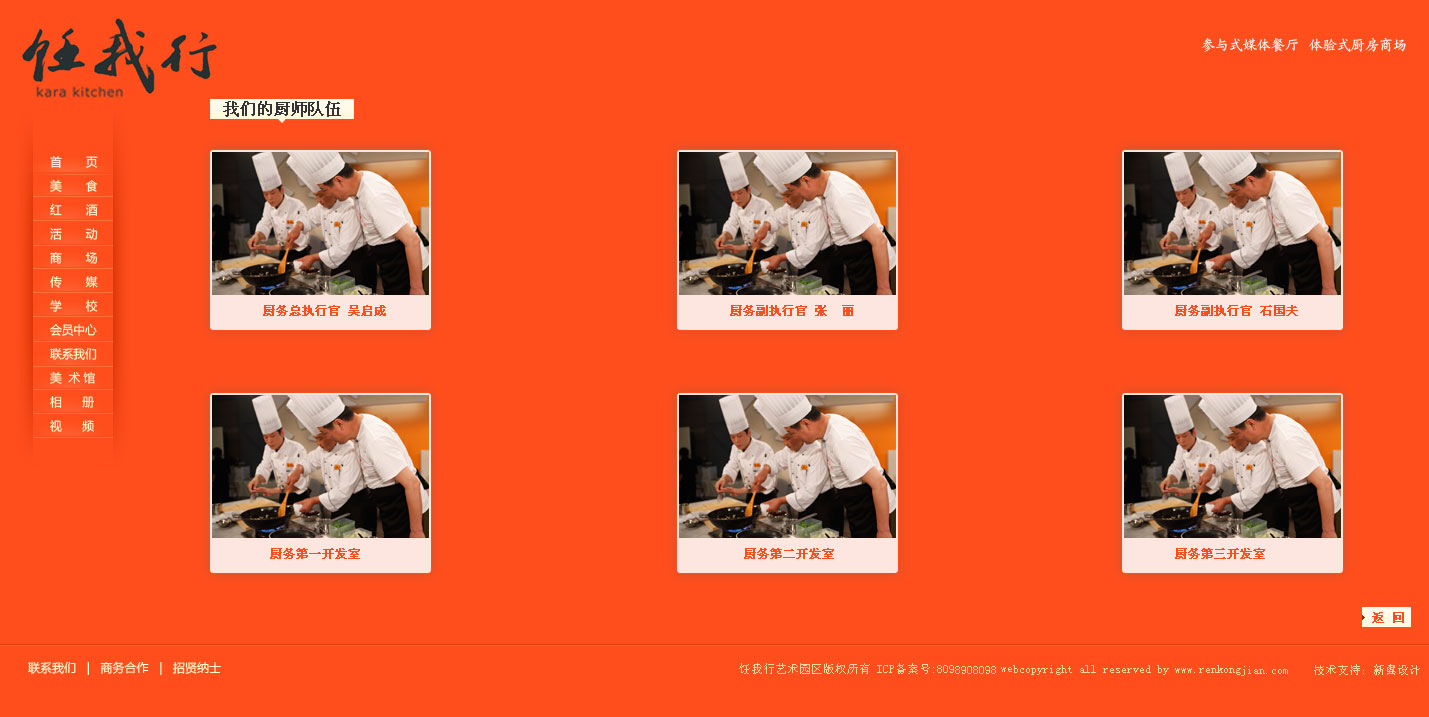 饪我行
kara kitchen
参与式媒体餐厅 体验式厨房商场
我们的厨师队伍
首 页
美 食
红 酒
活 动
商 场
传 媒
学 校
会员中心
联系我们
美 术 馆
相 册
视 频
厨务总执行官 吴启成
厨务副执行官 张 丽
厨务副执行官 石国夫
厨务第一开发室
厨务第二开发室
厨务第三开发室
返 回
联系我们 | 商务合作 | 招贤纳士
饪我行艺术园区版权所有 ICP备案号:8098908098 webcopyright all reserved by www.renkongjian.com 技术支持: 新鸟设计